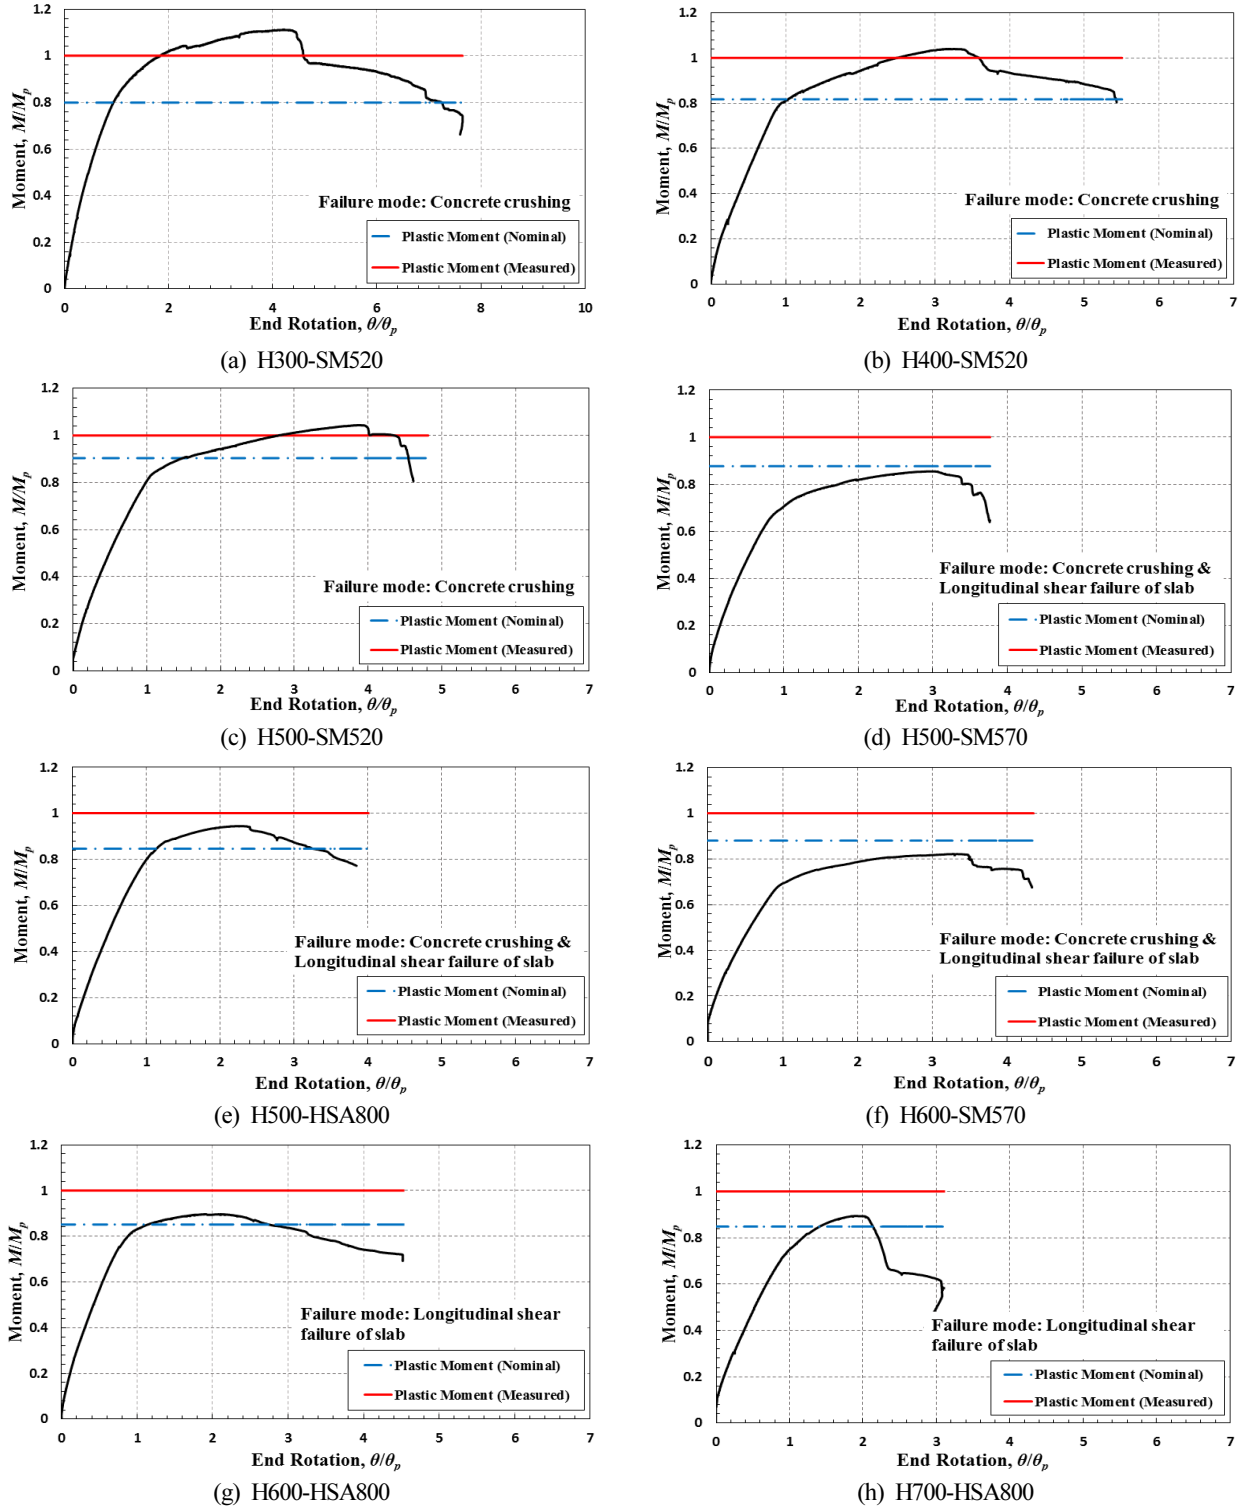 1.2
1
0.8
0.6
0.4
0.2
0
Moment, M/Mp
0 2 4 6 8 10
End Rotation, θ/θp
Failure mode: Concrete crushing
Plastic Moment (Nominal)
Plastic Moment (Measured)
(a) H300-SM520
1.2
1
0.8
0.6
0.4
0.2
0
Moment, M/Mp
0 1 2 3 4 5 6 7
End Rotation, θ/θp
Failure mode: Concrete crushing
Plastic Moment (Nominal)
Plastic Moment (Measured)
(b) H400-SM520
1.2
1
0.8
0.6
0.4
0.2
0
Moment, M/Mp
0 1 2 3 4 5 6 7
End Rotation, θ/θp
Failure mode: Concrete crushing
Plastic Moment (Nominal)
Plastic Moment (Measured)
(c) H500-SM520
1.2
1
0.8
0.6
0.4
0.2
0
Moment, M/Mp
0 1 2 3 4 5 6 7
End Rotation, θ/θp
Failure mode: Concrete crushing &
Longitudinal shear failure of slab
Plastic Moment (Nominal)
Plastic Moment (Measured)
(d) H500-SM570
1.2
1
0.8
0.6
0.4
0.2
0
Moment, M/Mp
0 1 2 3 4 5 6 7
End Rotation, θ/θp
Failure mode: Concrete crushing &
Longitudinal shear failure of slab
Plastic Moment (Nominal)
Plastic Moment (Measured)
(e) H500-HSA800
1.2
1
0.8
0.6
0.4
0.2
0
Moment, M/Mp
0 1 2 3 4 5 6 7
End Rotation, θ/θp
Failure mode: Concrete crushing &
Longitudinal shear failure of slab
Plastic Moment (Nominal)
Plastic Moment (Measured)
(f) H600-SM570
1.2
1
0.8
0.6
0.4
0.2
0
Moment, M/Mp
0 1 2 3 4 5 6 7
End Rotation, θ/θp
Failure mode: Longitudinal shear
failure of slab
Plastic Moment (Nominal)
Plastic Moment (Measured)
(g) H600-HSA800
1.2
1
0.8
0.6
0.4
0.2
0
Moment, M/Mp
0 1 2 3 4 5 6 7
End Rotation, θ/θp
Failure mode: Longitudinal shear
failure of slab
Plastic Moment (Nominal)
Plastic Moment (Measured)
(h) H700-HSA800